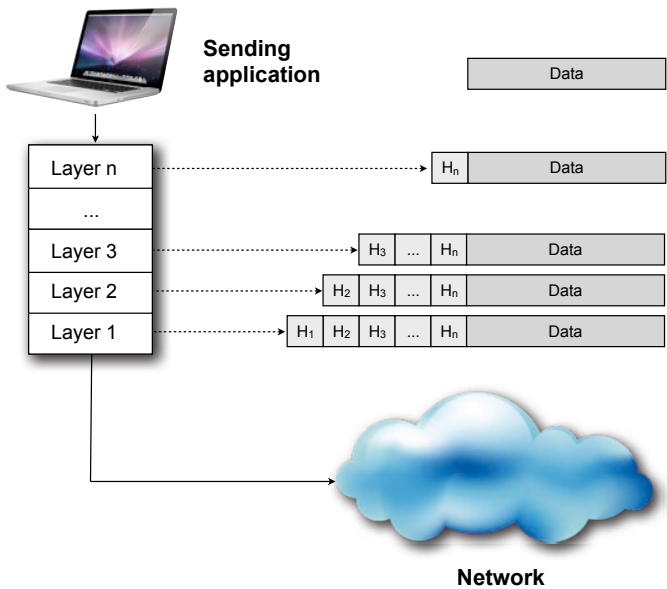 Sending
application
Data
Layer n
Hₙ Data
...
Layer 3
H₃ ... Hₙ Data
Layer 2
H₂ H₃ ... Hₙ Data
Layer 1
H₁ H₂ H₃ ... Hₙ Data
Network